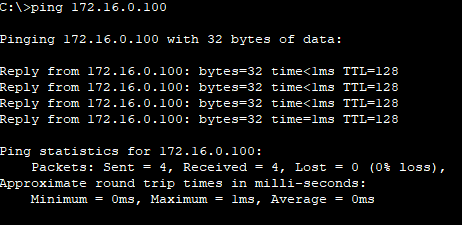 C:\>ping 172.16.0.100
Pinging 172.16.0.100 with 32 bytes of data:
Reply from 172.16.0.100: bytes=32 time<1ms TTL=128
Reply from 172.16.0.100: bytes=32 time<1ms TTL=128
Reply from 172.16.0.100: bytes=32 time<1ms TTL=128
Reply from 172.16.0.100: bytes=32 time=1ms TTL=128
Ping statistics for 172.16.0.100:
Packets: Sent = 4, Received = 4, Lost = 0 (0% loss),
Approximate round trip times in milli-seconds:
Minimum = 0ms, Maximum = 1ms, Average = 0ms